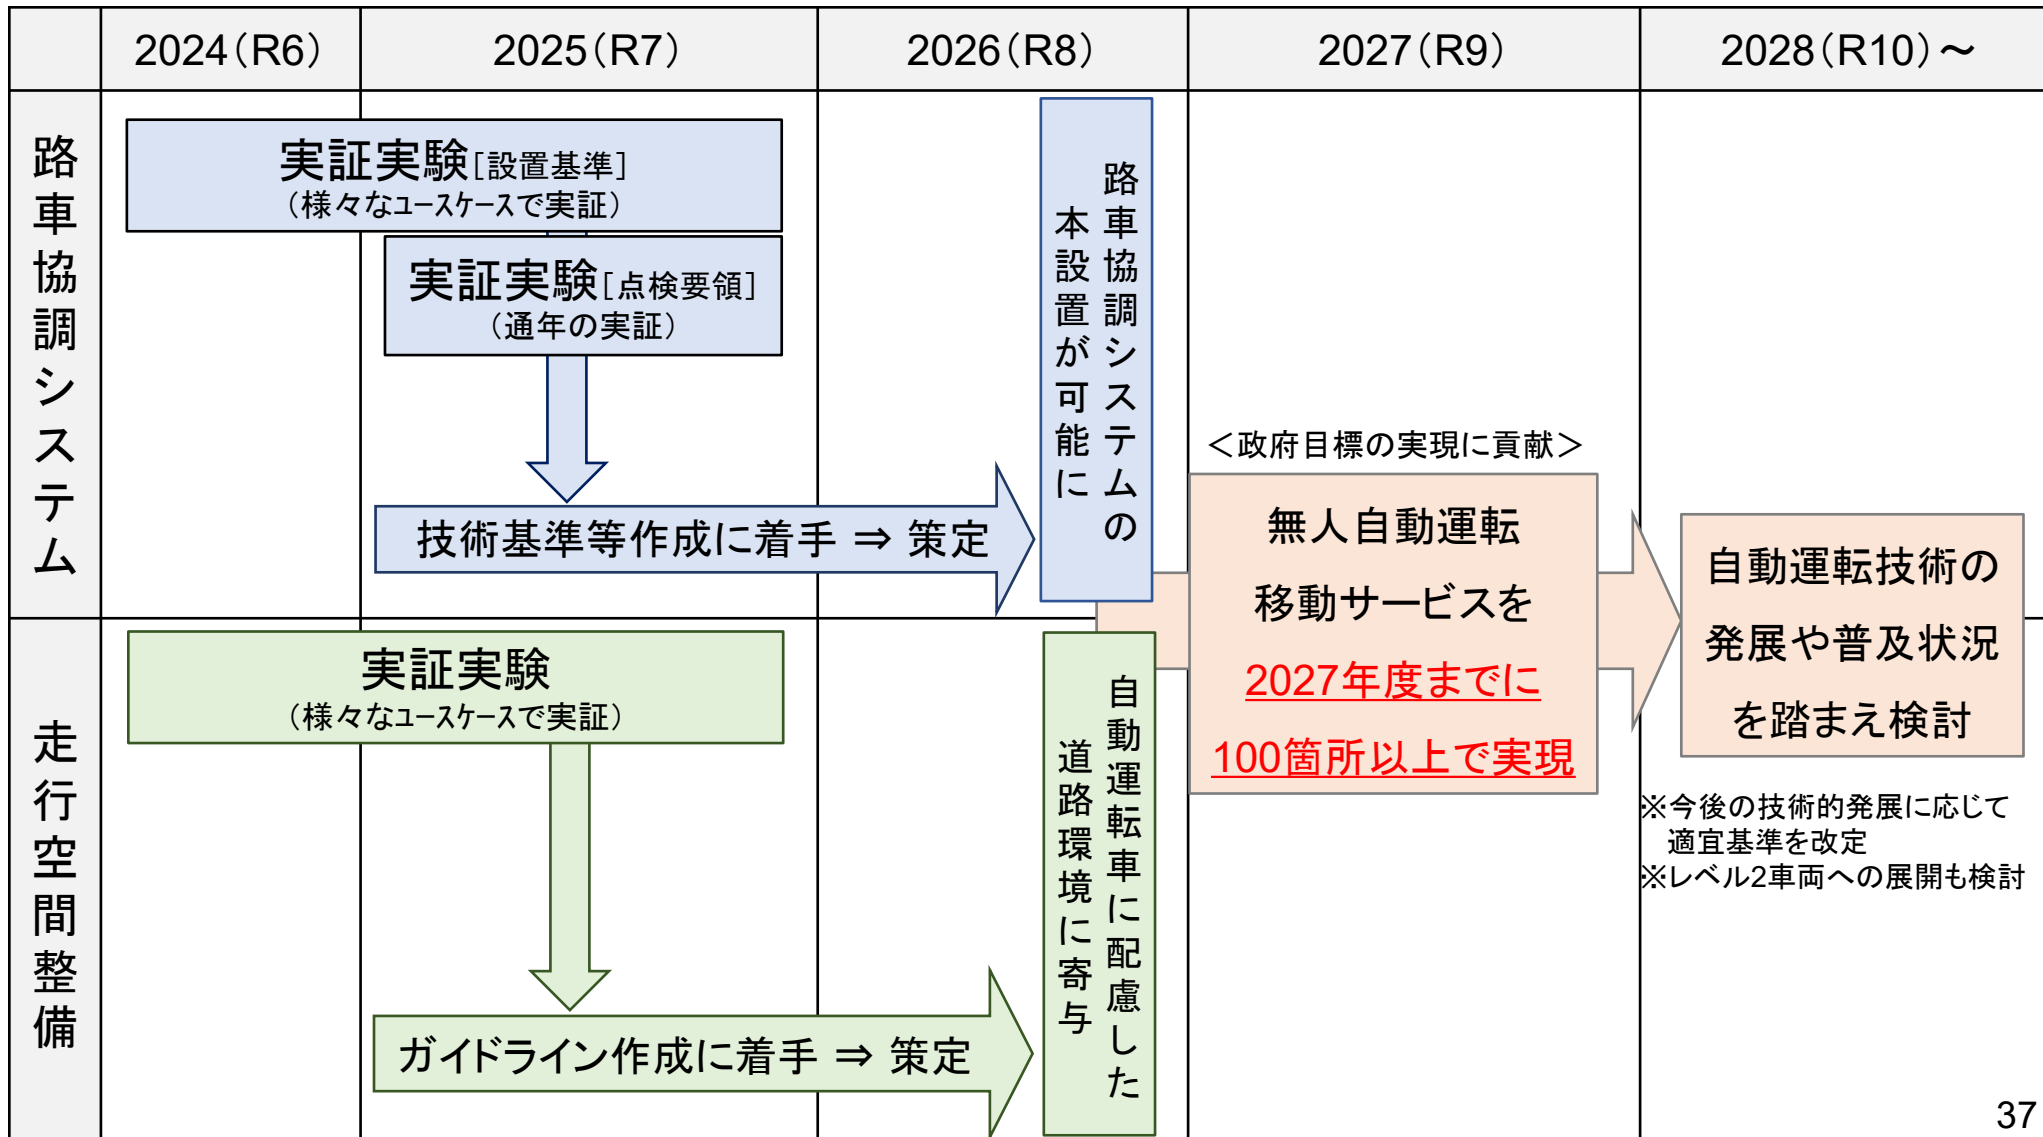 2024（R6）
2025（R7）
2026（R8）
2027（R9）
2028（R10）～
路車協調システム
実証実験［設置基準］
（様々なﾕｰｽｹｰｽで実証）
実証実験［点検要領］
（通年の実証）
技術基準等作成に着手 ⇒ 策定
路車協調システムの
本設置が可能に
＜政府目標の実現に貢献＞
無人自動運転
移動サービスを
2027年度までに
100箇所以上で実現
自動運転技術の
発展や普及状況
を踏まえ検討
※今後の技術的発展に応じて
適宜基準を改定
※レベル2車両への展開も検討
走行空間整備
実証実験
（様々なﾕｰｽｹｰｽで実証）
ガイドライン作成に着手 ⇒ 策定
自動運転車に配慮した
道路環境に寄与
37